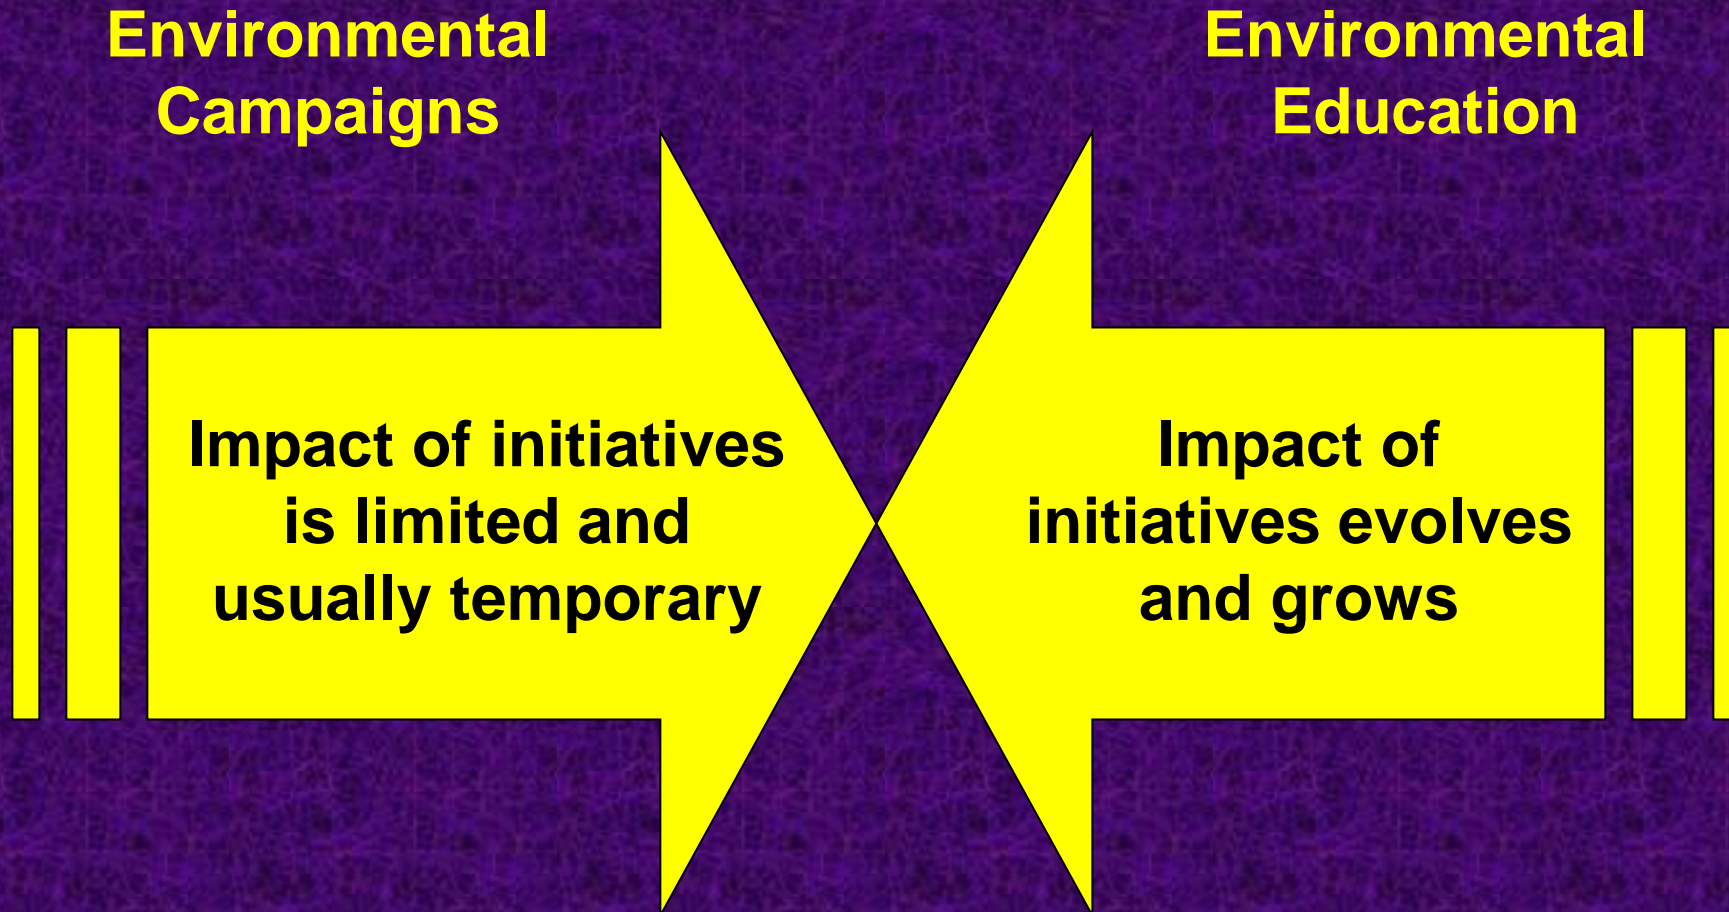 Environmental
Campaigns
Environmental
Education
Impact of initiatives
is limited and
usually temporary
Impact of
initiatives evolves
and grows